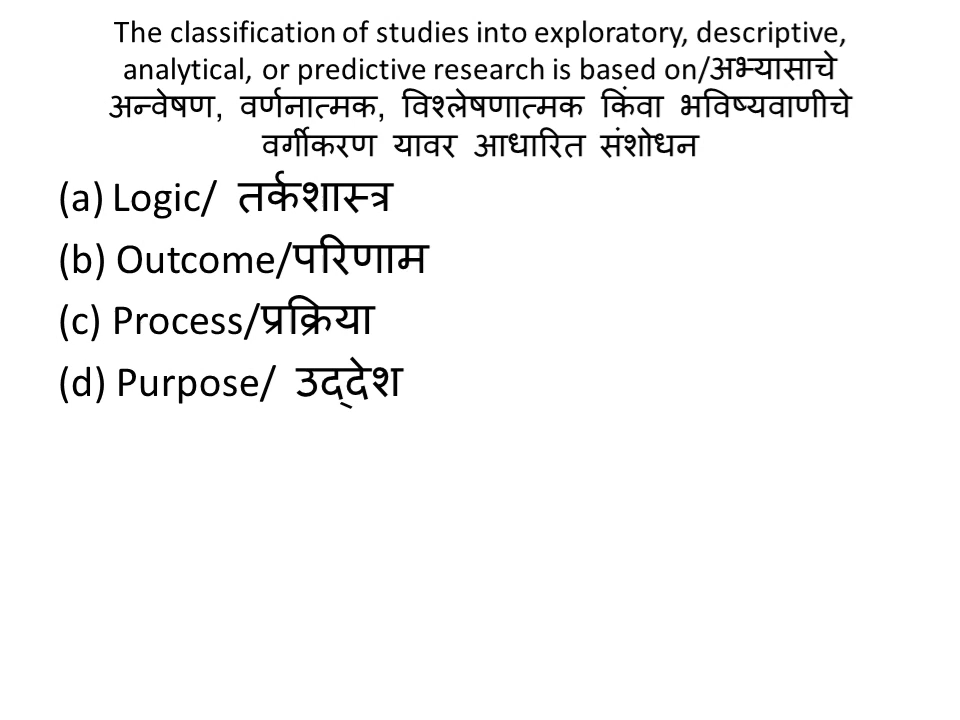 The classification of studies into exploratory, descriptive,
analytical, or predictive research is based on/अभ्यासाचे
अन्वेषण, वर्णनात्मक, विश्लेषणात्मक किंवा भविष्यवाणीचे
वर्गीकरण यावर आधारित संशोधन
(a) Logic/ तर्कशास्त्र
(b) Outcome/परिणाम
(c) Process/प्रक्रिया
(d) Purpose/ उद्देश